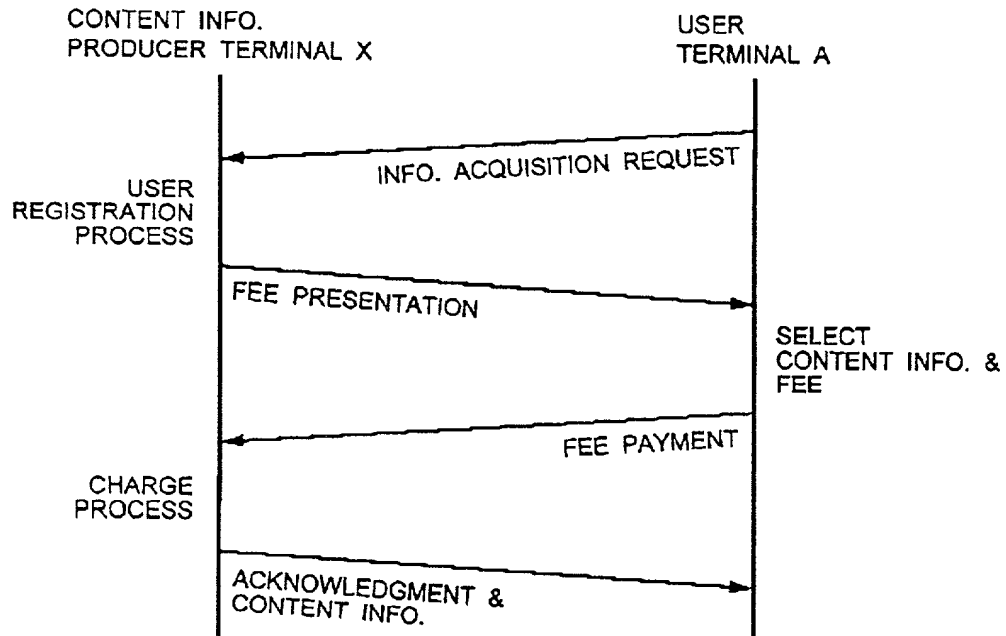 CONTENT INFO.
PRODUCER TERMINAL X
USER
TERMINAL A
INFO. ACQUISITION REQUEST
USER
REGISTRATION
PROCESS
FEE PRESENTATION
SELECT
CONTENT INFO. &
FEE
FEE PAYMENT
CHARGE
PROCESS
ACKNOWLEDGMENT &
CONTENT INFO.